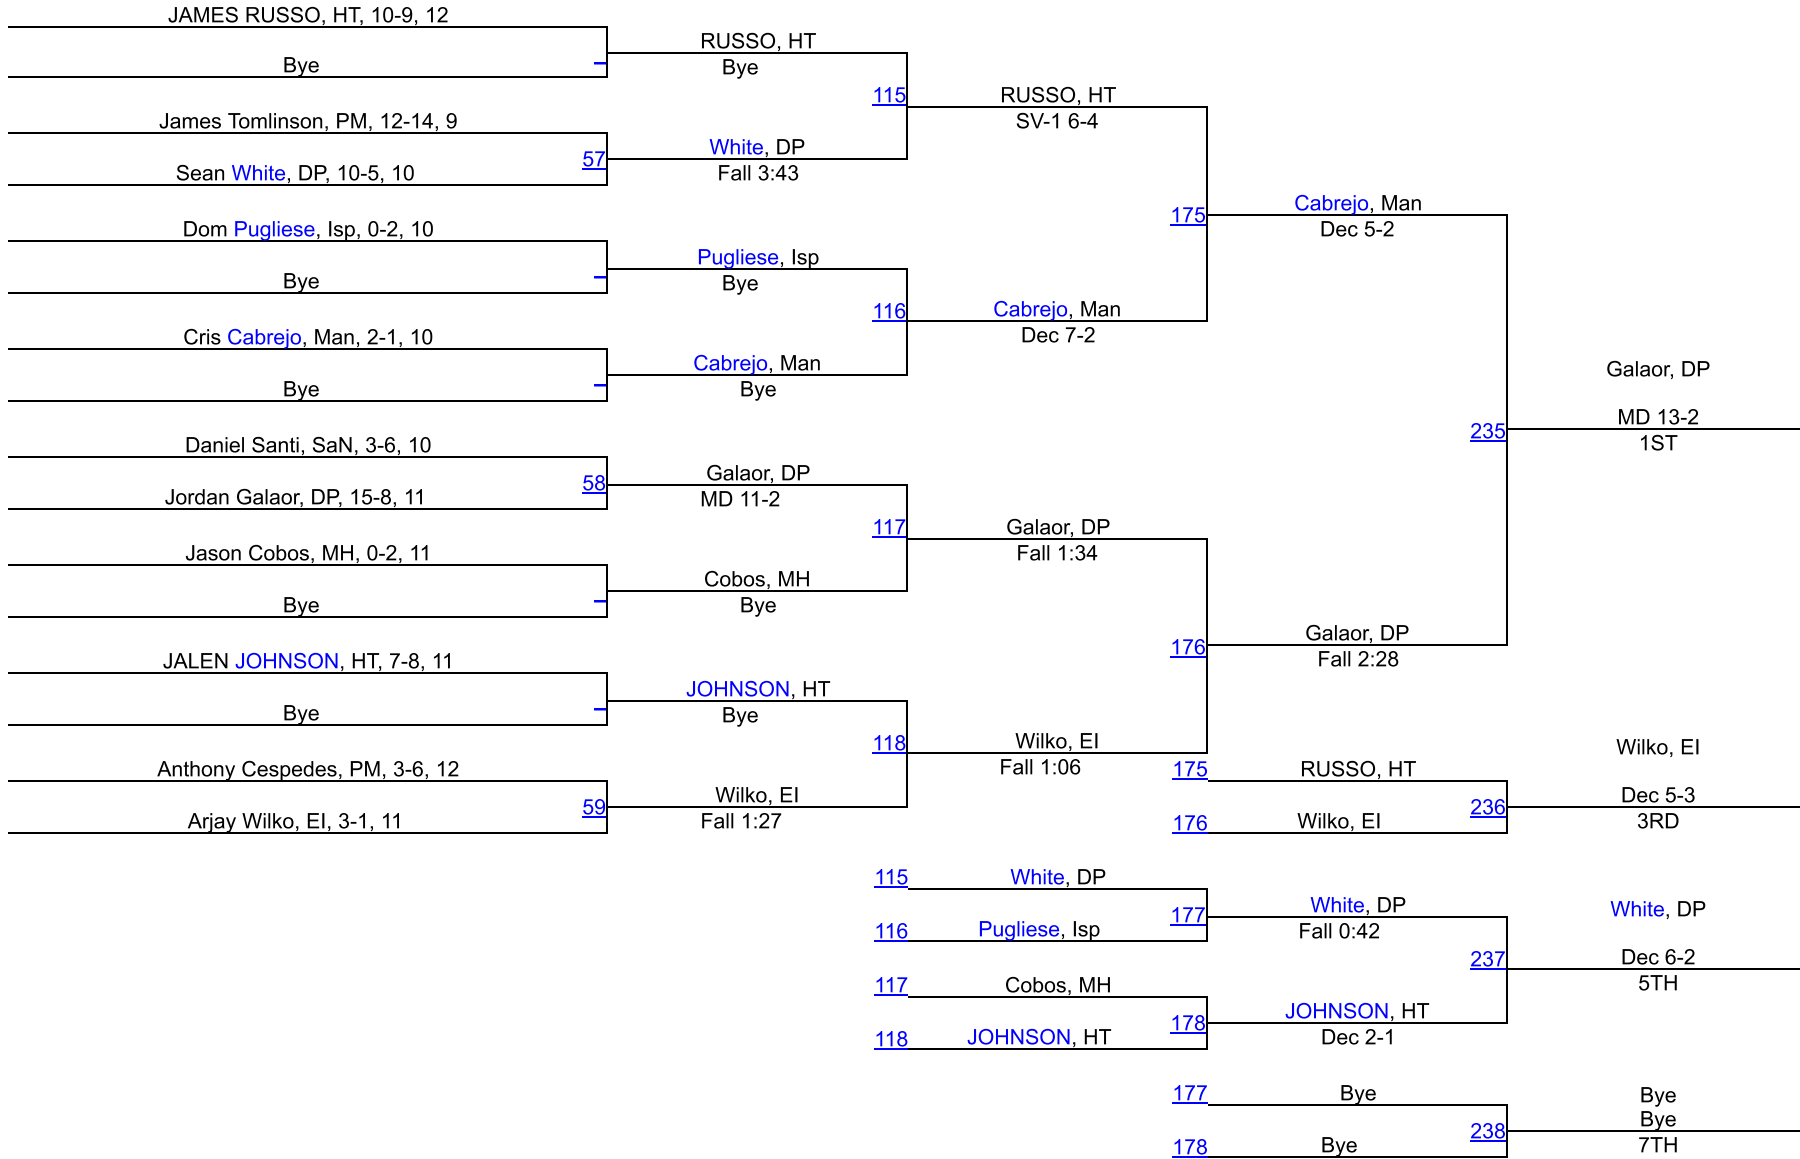 JAMES RUSSO, HT, 10-9, 12
Bye
James Tomlinson, PM, 12-14, 9
57
Sean White, DP, 10-5, 10
Dom Pugliese, Isp, 0-2, 10
Bye
Cris Cabrejo, Man, 2-1, 10
Bye
Daniel Santi, SaN, 3-6, 10
58
Jordan Galaor, DP, 15-8, 11
Jason Cobos, MH, 0-2, 11
Bye
JALEN JOHNSON, HT, 7-8, 11
Bye
Anthony Cespedes, PM, 3-6, 12
59
Arjay Wilko, EI, 3-1, 11
RUSSO, HT
Bye
115
White, DP
Fall 3:43
Pugliese, Isp
Bye
116
Cabrejo, Man
Bye
Galaor, DP
MD 11-2
117
Cobos, MH
Bye
JOHNSON, HT
Bye
118
Wilko, EI
Fall 1:27
RUSSO, HT
SV-1 6-4
175
Cabrejo, Man
Dec 7-2
Galaor, DP
Fall 1:34
176
Wilko, EI
Fall 1:06
Cabrejo, Man
Dec 5-2
235
Galaor, DP
Fall 2:28
Galaor, DP
MD 13-2
1ST
175
RUSSO, HT
236
176
Wilko, EI
Wilko, EI
Dec 5-3
3RD
115
White, DP
177
116
Pugliese, Isp
117
Cobos, MH
178
118
JOHNSON, HT
White, DP
Fall 0:42
237
JOHNSON, HT
Dec 2-1
White, DP
Dec 6-2
5TH
177
Bye
238
178
Bye
Bye
Bye
7TH